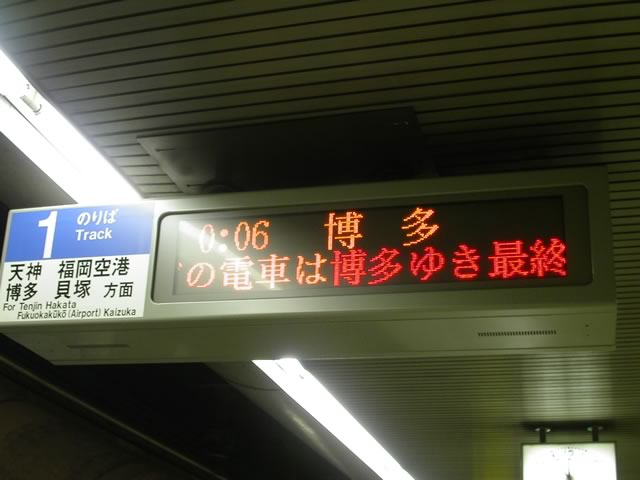 1 のりば
Track
天神 福岡空港
博多 貝塚 方面
For Tenjin Hakata
Fukuokakūkō (Airport) Kaizuka
0:06 博多
の電車は博多ゆき最終